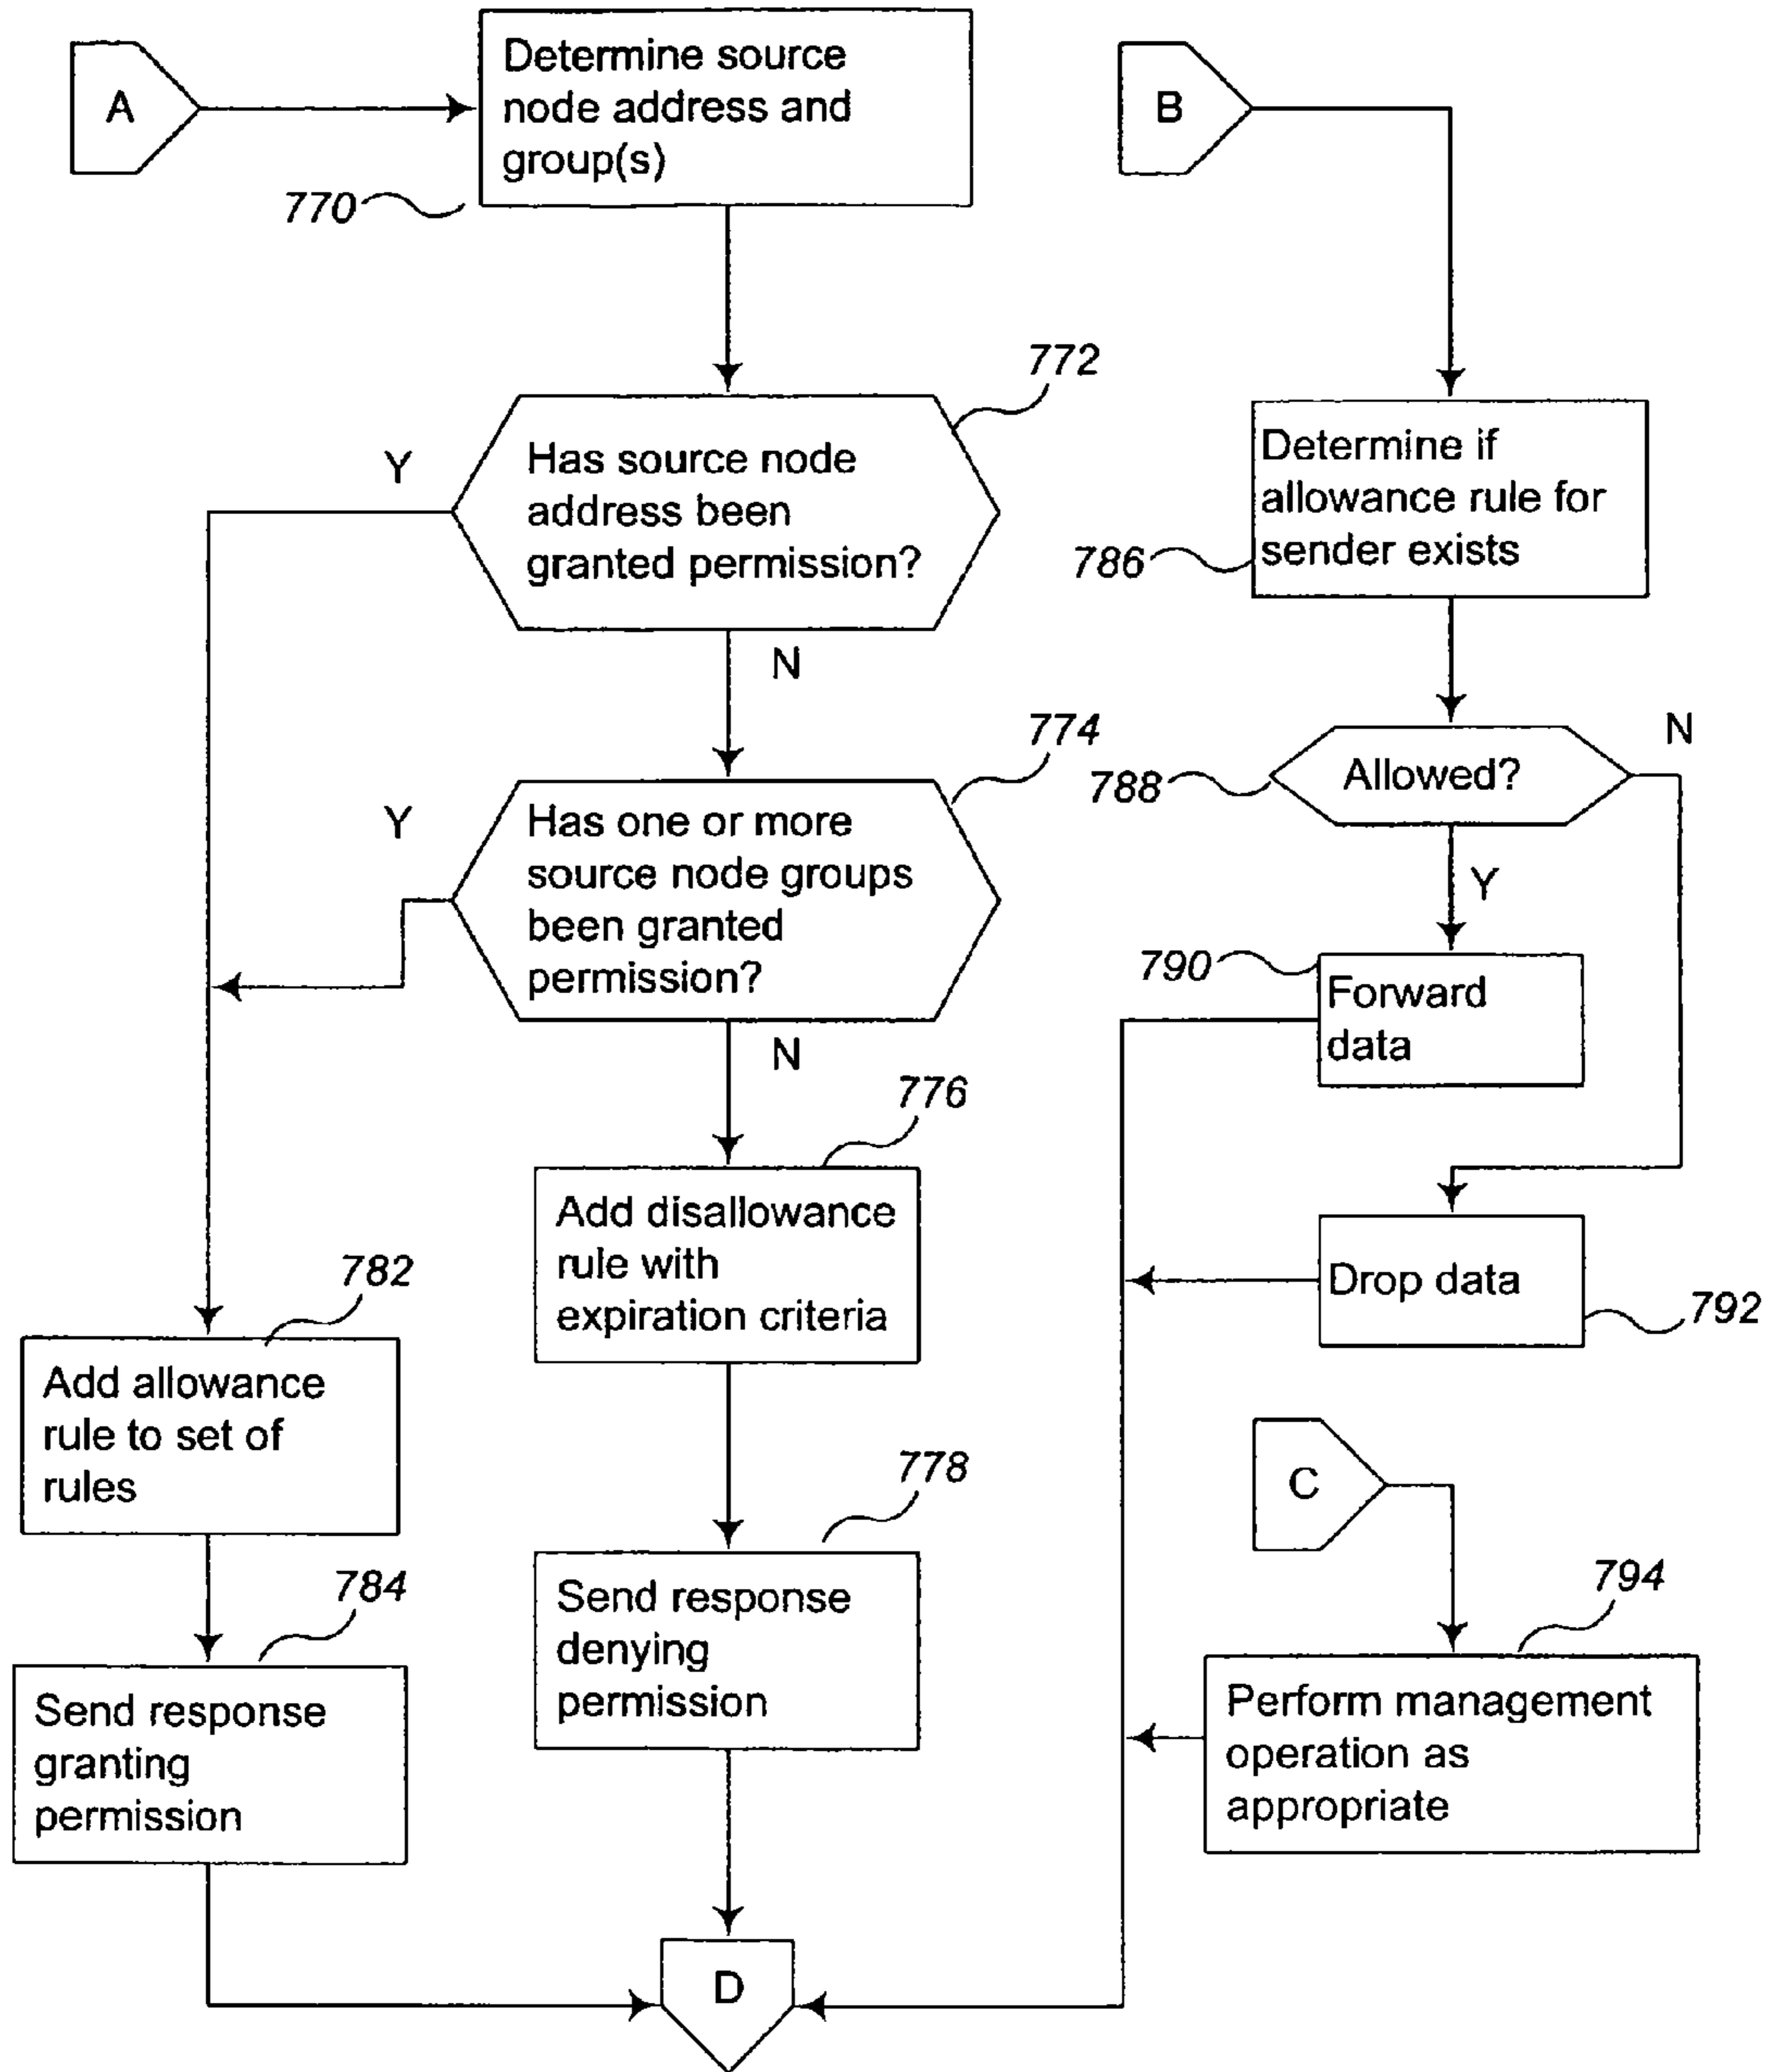 A
Determine source
node address and
group(s)
770
B
772
Has source node
address been
granted permission?
Y
N
Determine if
allowance rule for
sender exists
786
774
Has one or more
source node groups
been granted
permission?
Y
N
Allowed?
788
N
Y
790
Forward
data
776
Add disallowance
rule with
expiration criteria
Drop data
792
782
Add allowance
rule to set of
rules
778
Send response
denying
permission
C
784
Send response
granting
permission
794
Perform management
operation as
appropriate
D